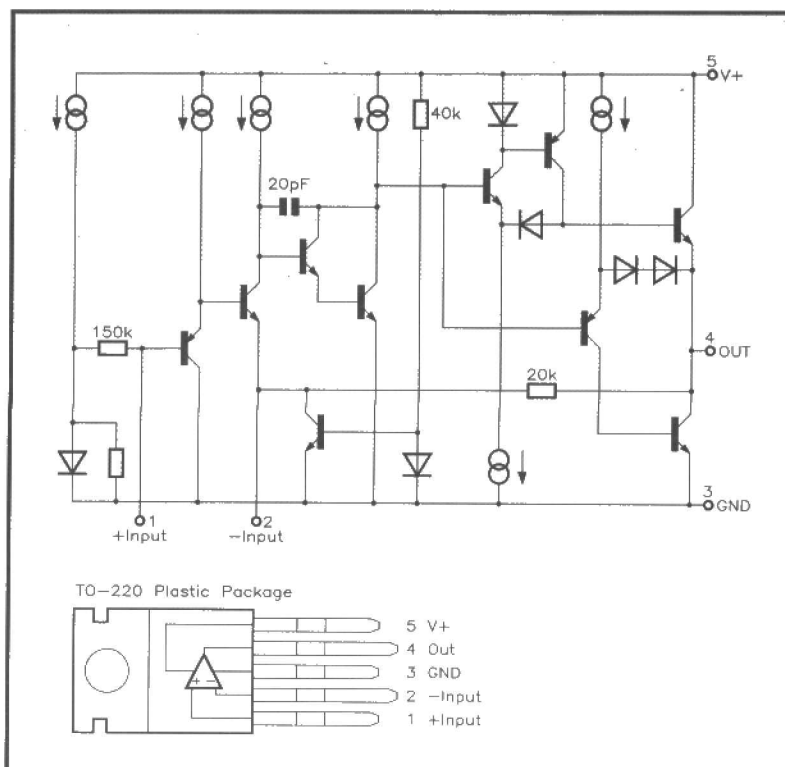 5
V+
40k
20pF
150k
4
OUT
20k
3
GND
1
+Input
2
-Input
TO-220 Plastic Package
5 V+
4 Out
3 GND
2 -Input
1 +Input
+ -